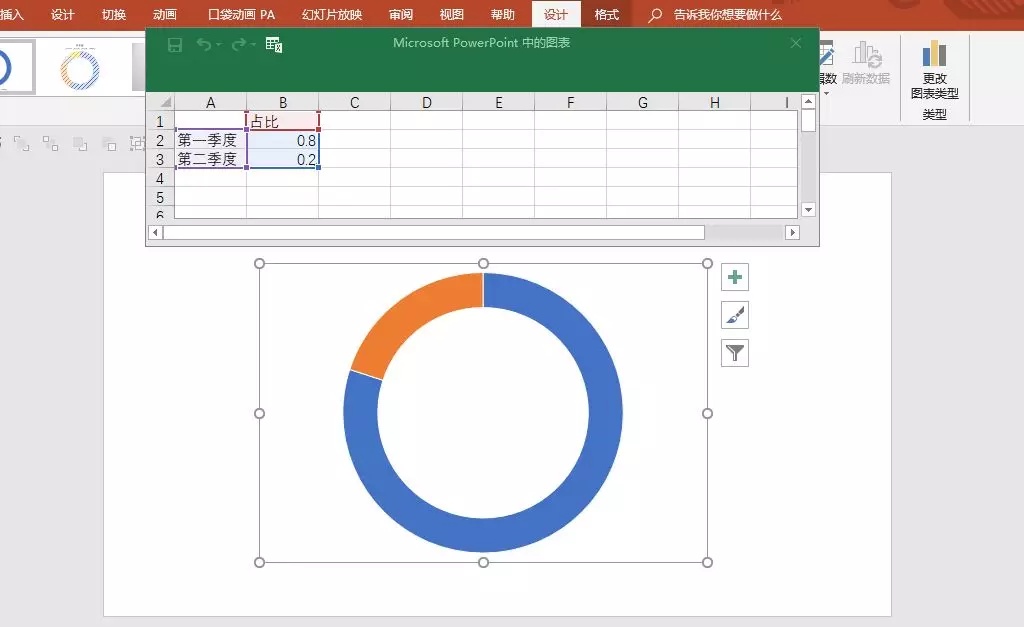 插入 设计 切换 动画 口袋动画 PA 幻灯片放映 审阅 视图 帮助 设计 格式 告诉我你想要做什么
Microsoft PowerPoint 中的图表
刷新数据
更改
图表类型
类型
A B C D E F G H I
1 占比
2 第一季度 0.8
3 第二季度 0.2
4
5
6